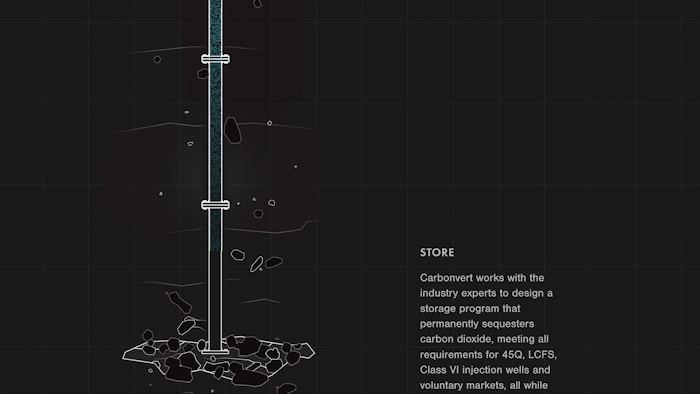 STORE
Carbonvert works with the
industry experts to design a
storage program that
permanently sequesters
carbon dioxide, meeting all
requirements for 45Q, LCFS,
Class VI injection wells and
voluntary markets, all while